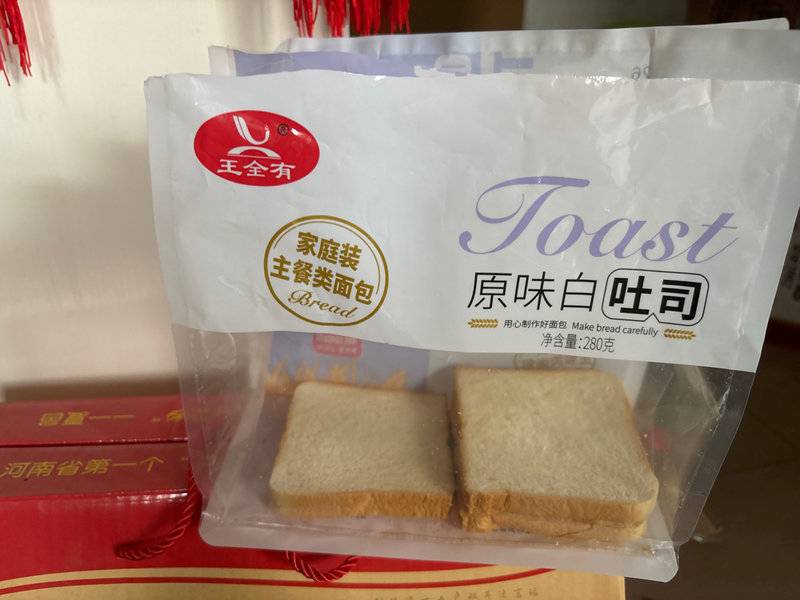 王全有
®
家庭装
主餐类面包
Bread
Toast
原味白吐司
用心制作好面包 Make bread carefully
净含量:280克
河南省第一个